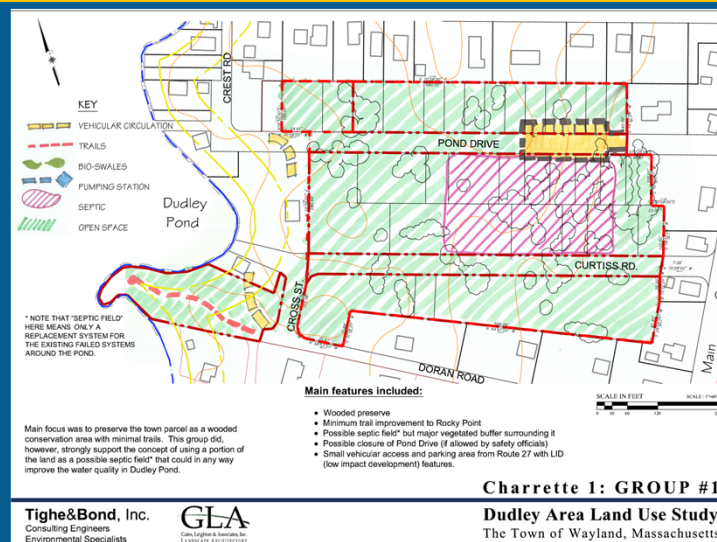 KEY
VEHICULAR CIRCULATION
TRAILS
BIO-SWALES
PUMPING STATION
SEPTIC
OPEN SPACE
CREST RD
POND DRIVE
Dudley
Pond
CURTISS RD.
CROSS ST.
DORAN ROAD
Main
* NOTE THAT "SEPTIC FIELD"
HERE MEANS ONLY A
REPLACEMENT SYSTEM FOR
THE EXISTING FAILED SYSTEMS
AROUND THE POND.
Main features included:
• Wooded preserve
• Minimum trail improvement to Rocky Point
• Possible septic field* but major vegetated buffer surrounding it
• Possible closure of Pond Drive (if allowed by safety officials)
• Small vehicular access and parking area from Route 27 with LID
(low impact development) features.
Main focus was to preserve the town parcel as a wooded
conservation area with minimal trails. This group did,
however, strongly support the concept of using a portion of
the land as a possible septic field* that could in any way
improve the water quality in Dudley Pond.
SCALE IN FEET
Charrette 1: GROUP #1
Tighe&Bond, Inc.
Consulting Engineers
Environmental Specialists
GLA
Gates, Leighton & Associates, Inc.
LANDSCAPE ARCHITECTURE
Dudley Area Land Use Study
The Town of Wayland, Massachusetts